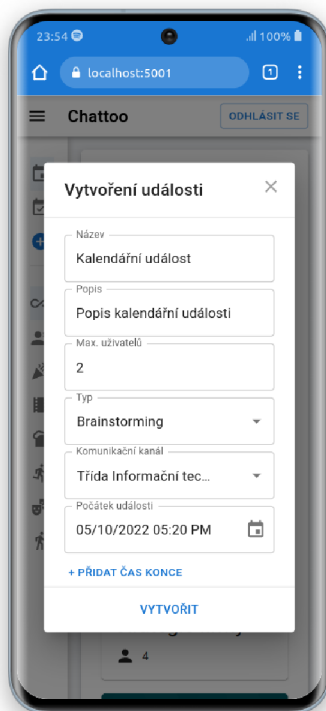 23:54
100%
localhost:5001
1
Chattoo
ODHLÁSIT SE
Vytvoření události
Název
Kalendářní událost
Popis
Popis kalendářní události
Max. uživatelů
2
Typ
Brainstorming
Komunikační kanál
Třída Informační tec...
Počátek události
05/10/2022 05:20 PM
+ PŘIDAT ČAS KONCE
VYTVOŘIT
4